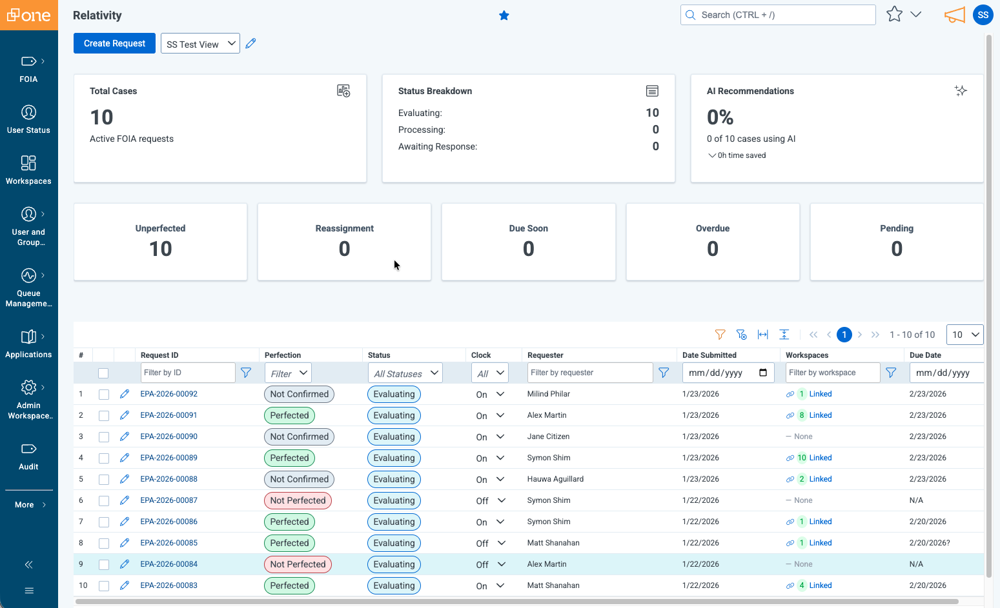 one
Relativity
Search (CTRL + /)
SS
Create Request
SS Test View
FOIA
User Status
Workspaces
User and
Group...
Queue
Manageme...
Applications
Admin
Workspace..
Audit
More
Total Cases
10
Active FOIA requests
Status Breakdown
Evaluating: 10
Processing: 0
Awaiting Response: 0
AI Recommendations
0%
0 of 10 cases using AI
0h time saved
Unperfected
10
Reassignment
0
Due Soon
0
Overdue
0
Pending
0
1 1 - 10 of 10 10
# Request ID Perfection Status Clock Requester Date Submitted Workspaces Due Date
Filter by ID Filter All Statuses All Filter by requester mm/dd/yyyy Filter by workspace mm/dd/yyyy
1 EPA-2026-00092 Not Confirmed Evaluating On Milind Philar 1/23/2026 1 Linked 2/23/2026
2 EPA-2026-00091 Perfected Evaluating On Alex Martin 1/23/2026 8 Linked 2/23/2026
3 EPA-2026-00090 Not Confirmed Evaluating On Jane Citizen 1/23/2026 — None 2/23/2026
4 EPA-2026-00089 Perfected Evaluating On Symon Shim 1/23/2026 10 Linked 2/23/2026
5 EPA-2026-00088 Not Confirmed Evaluating On Hauwa Aguillard 1/23/2026 2 Linked 2/23/2026
6 EPA-2026-00087 Not Perfected Evaluating Off Symon Shim 1/22/2026 — None N/A
7 EPA-2026-00086 Perfected Evaluating On Symon Shim 1/22/2026 1 Linked 2/20/2026
8 EPA-2026-00085 Perfected Evaluating Off Matt Shanahan 1/22/2026 1 Linked 2/20/2026?
9 EPA-2026-00084 Not Perfected Evaluating Off Alex Martin 1/22/2026 — None N/A
10 EPA-2026-00083 Perfected Evaluating On Matt Shanahan 1/22/2026 4 Linked 2/20/2026